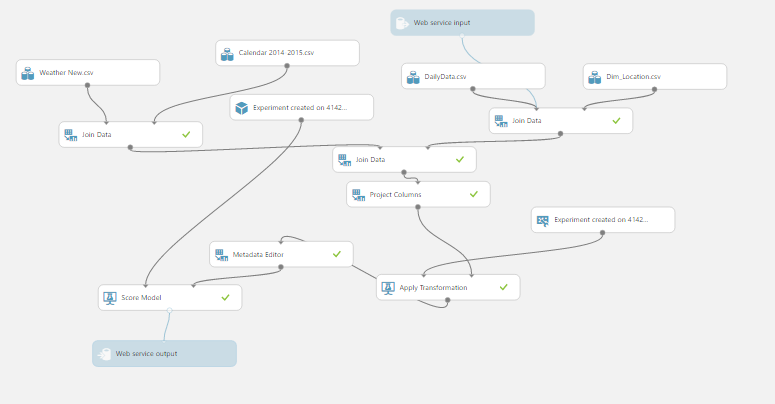 Web service input
Calendar 2014 2015.csv
Weather New.csv
DailyData.csv
Dim_Location.csv
Experiment created on 4142...
Join Data
Join Data
Join Data
Project Columns
Experiment created on 4142...
Metadata Editor
Apply Transformation
Score Model
Web service output